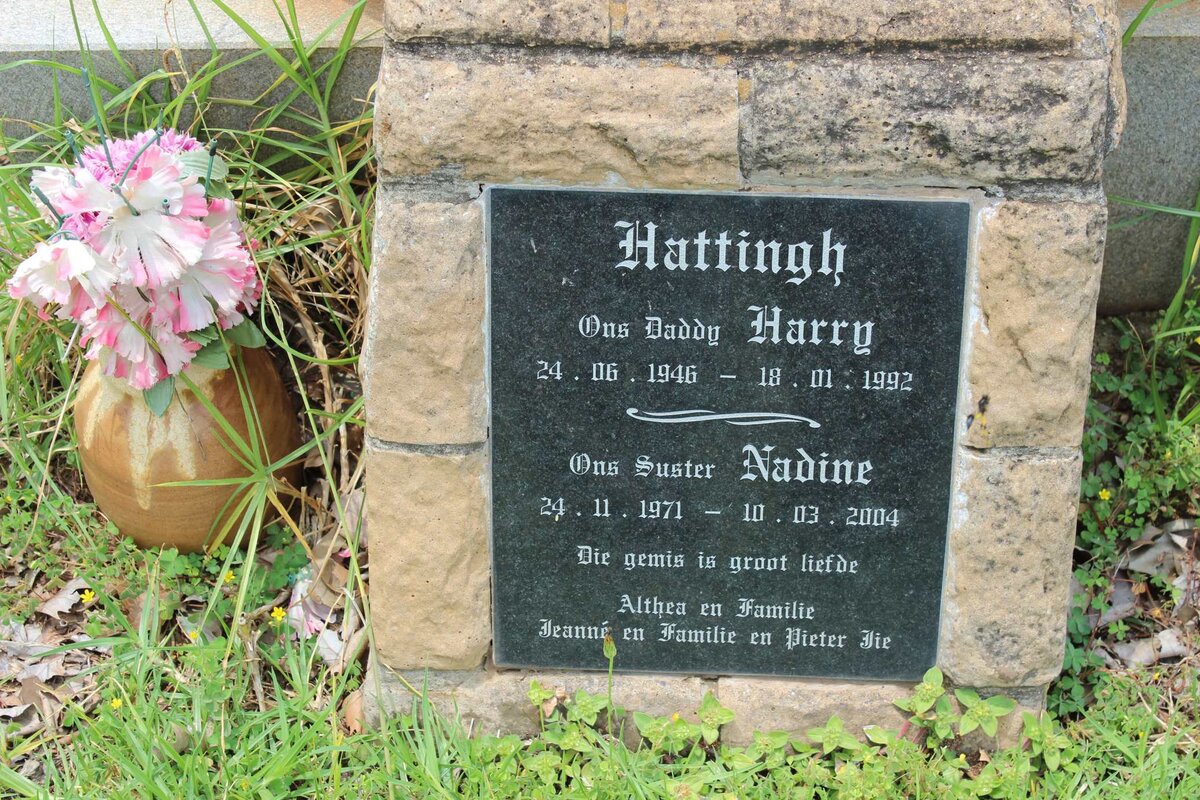 Hattingh
Ons Daddy Harry
24 . 06 . 1946 – 18 . 01 . 1992
Ons Suster Nadine
24 . 11 . 1971 – 10 . 03 . 2004
Die gemis is groot liefde
Althea en Familie
Jeanné en Familie en Pieter Jie